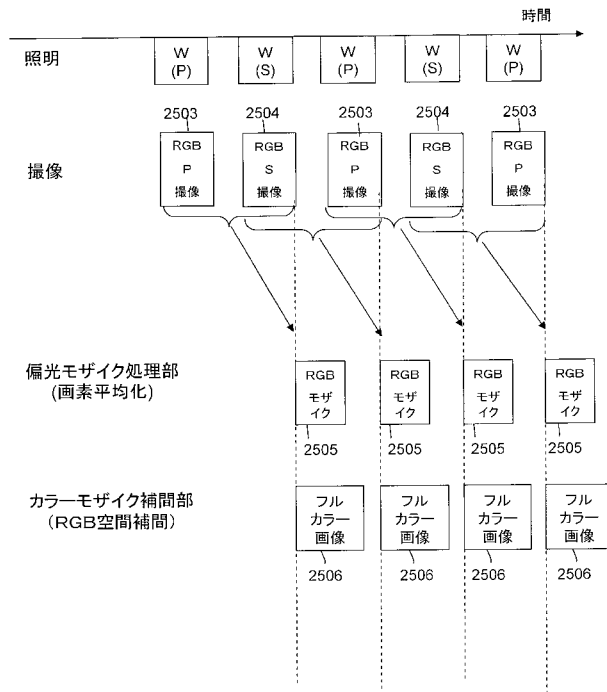 時間
照明
W
(P)
W
(S)
W
(P)
W
(S)
W
(P)
2503
2504
2503
2504
2503
撮像
RGB
P
撮像
RGB
S
撮像
RGB
P
撮像
RGB
S
撮像
RGB
P
撮像
偏光モザイク処理部
(画素平均化)
RGB
モザ
イク
RGB
モザ
イク
RGB
モザ
イク
RGB
モザ
イク
2505
2505
2505
2505
カラーモザイク補間部
(RGB空間補間)
フル
カラー
画像
フル
カラー
画像
フル
カラー
画像
フル
カラー
画像
2506
2506
2506
2506